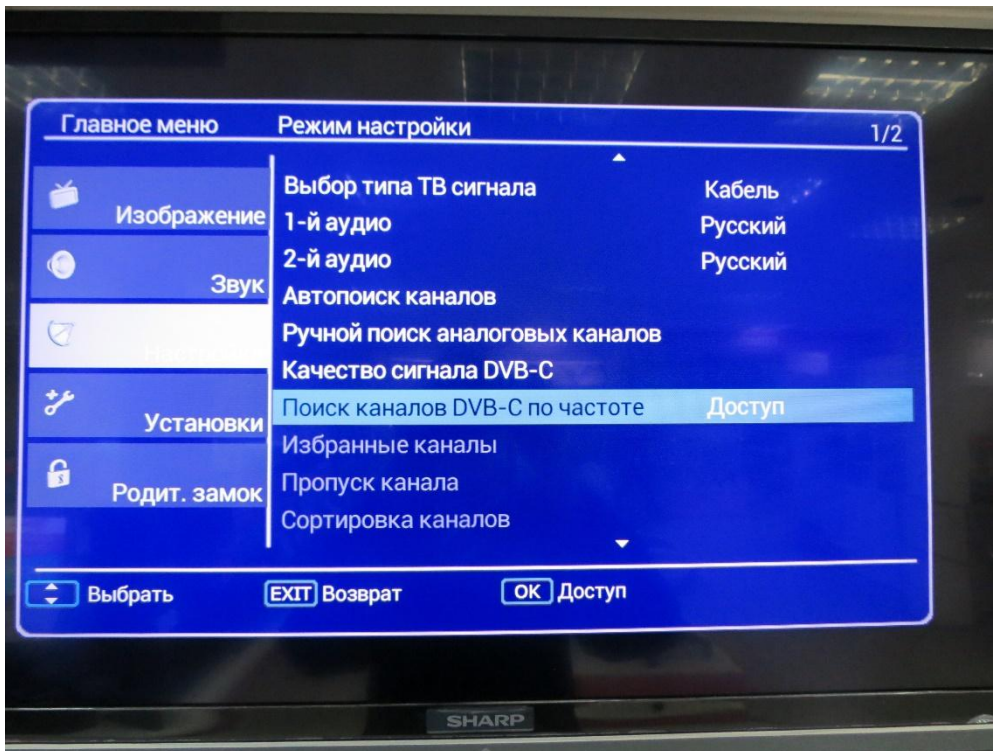 Главное меню Режим настройки 1/2
Изображение
Звук
Настройка
Установки
Родит. замок
Выбор типа ТВ сигнала Кабель
1-й аудио Русский
2-й аудио Русский
Автопоиск каналов
Ручной поиск аналоговых каналов
Качество сигнала DVB-C
Поиск каналов DVB-C по частоте Доступ
Избранные каналы
Пропуск канала
Сортировка каналов
Выбрать EXIT Возврат OK Доступ
SHARP